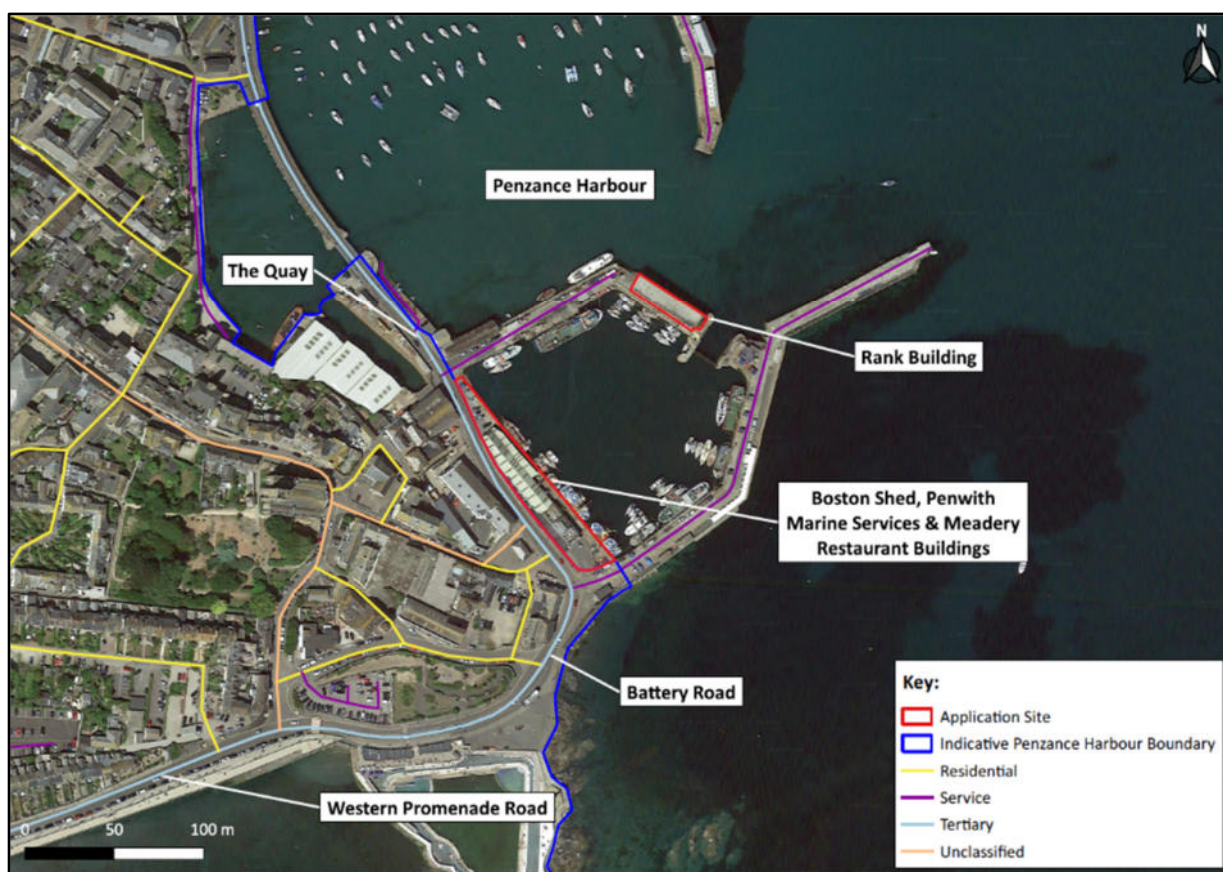 N
Penzance Harbour
The Quay
Rank Building
Boston Shed, Penwith
Marine Services & Meadery
Restaurant Buildings
Battery Road
Western Promenade Road
0 50 100 m
Key:
Application Site
Indicative Penzance Harbour Boundary
Residential
Service
Tertiary
Unclassified